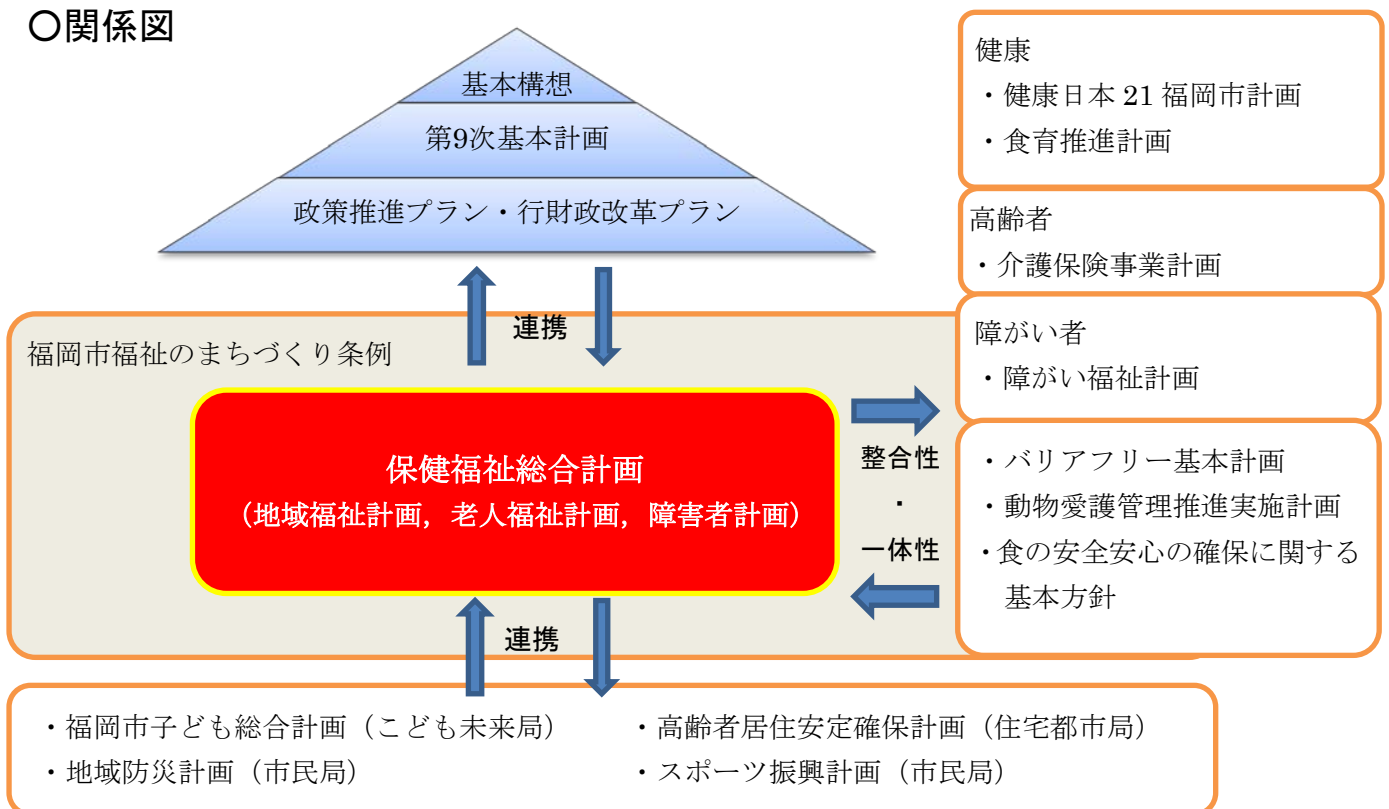 〇関係図
基本構想
第9次基本計画
政策推進プラン・行財政改革プラン
連携
福岡市福祉のまちづくり条例
保健福祉総合計画
（地域福祉計画，老人福祉計画，障害者計画）
整合性
・
一体性
健康
・健康日本 21 福岡市計画
・食育推進計画
高齢者
・介護保険事業計画
障がい者
・障がい福祉計画
・バリアフリー基本計画
・動物愛護管理推進実施計画
・食の安全安心の確保に関する
基本方針
連携
・福岡市子ども総合計画（こども未来局）
・地域防災計画（市民局）
・高齢者居住安定確保計画（住宅都市局）
・スポーツ振興計画（市民局）